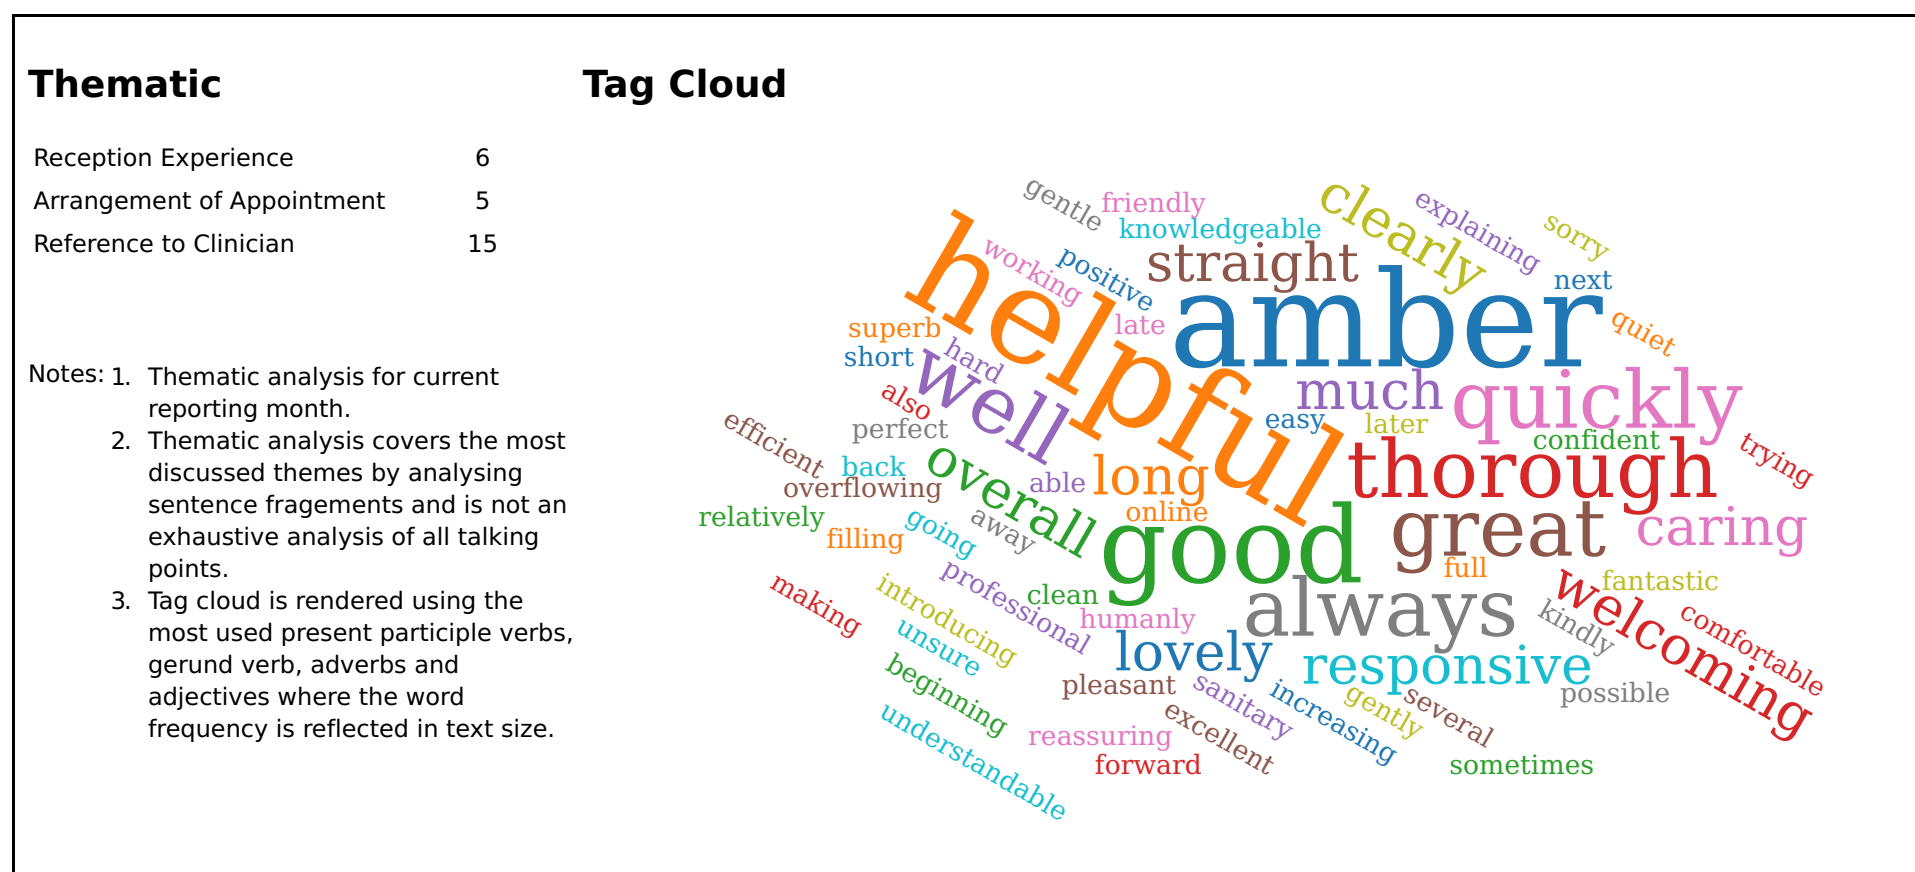 Thematic
Tag Cloud
Reception Experience 6
Arrangement of Appointment 5
Reference to Clinician 15
Notes: 1. Thematic analysis for current
reporting month.
2. Thematic analysis covers the most
discussed themes by analysing
sentence fragements and is not an
exhaustive analysis of all talking
points.
3. Tag cloud is rendered using the
most used present participle verbs,
gerund verb, adverbs and
adjectives where the word
frequency is reflected in text size.
gentle
friendly
knowledgeable
clearly
explaining
sorry
working
positive
straight
next
helpful
amber
quiet
superb
late
short
hard
well
much
quickly
also
easy
later
perfect
confident
efficient
trying
back
overall
able
long
thorough
overflowing
relatively
going
away
online
good
great
caring
filling
full
fantastic
making
introducing
professional
clean
always
welcoming
kindly
comfortable
humanly
unsure
lovely
responsive
beginning
pleasant
sanitary
increasing
gently
several
possible
understandable
reassuring
excellent
forward
sometimes